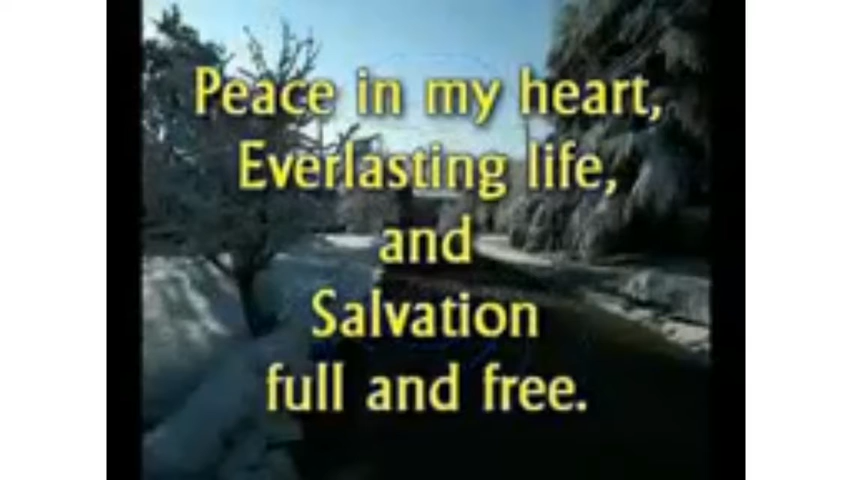 Peace in my heart,
Everlasting life,
and
Salvation
full and free.